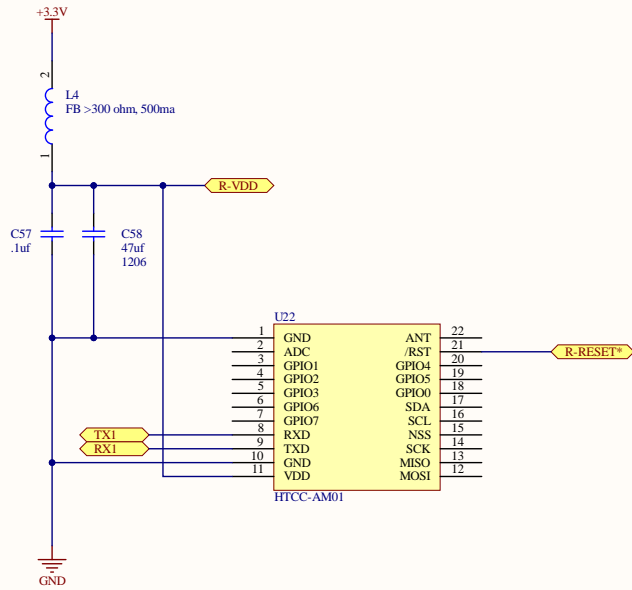 +3.3V
2
L4
FB >300 ohm, 500ma
1
R-VDD
C57
.1uf
C58
47uf
1206
U22
1 GND ANT 22
2 ADC /RST 21 R-RESET*
3 GPIO1 GPIO4 20
4 GPIO2 GPIO5 19
5 GPIO3 GPIO0 18
6 GPIO6 SDA 17
7 GPIO7 SCL 16
TX1 8 RXD NSS 15
RX1 9 TXD SCK 14
10 GND MISO 13
11 VDD MOSI 12
HTCC-AM01
GND